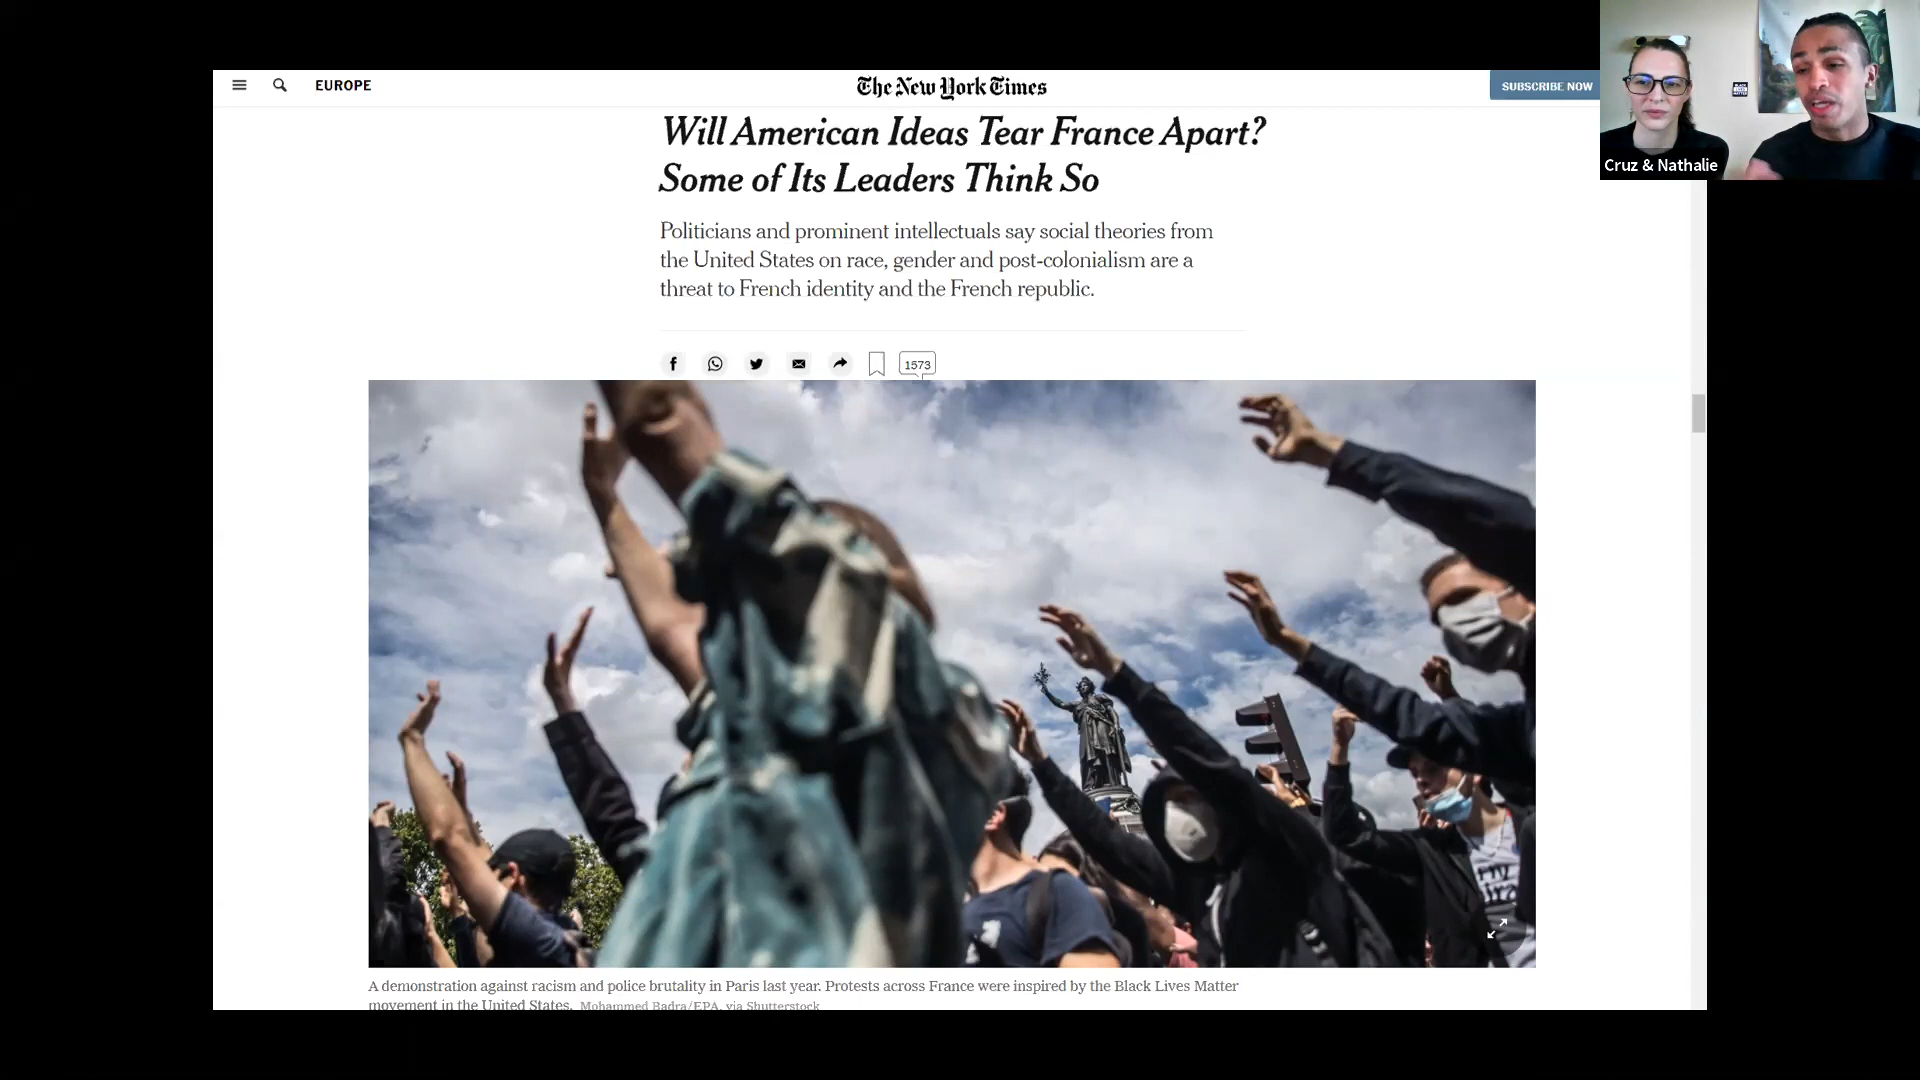 EUROPE
The New York Times
SUBSCRIBE NOW
Will American Ideas Tear France Apart?
Some of Its Leaders Think So
Politicians and prominent intellectuals say social theories from
the United States on race, gender and post-colonialism are a
threat to French identity and the French republic.
1573
A demonstration against racism and police brutality in Paris last year. Protests across France were inspired by the Black Lives Matter
movement in the United States. Mohammed Badra/EPA, via Shutterstock
Cruz & Nathalie
BLACK
LIVES
MATTER